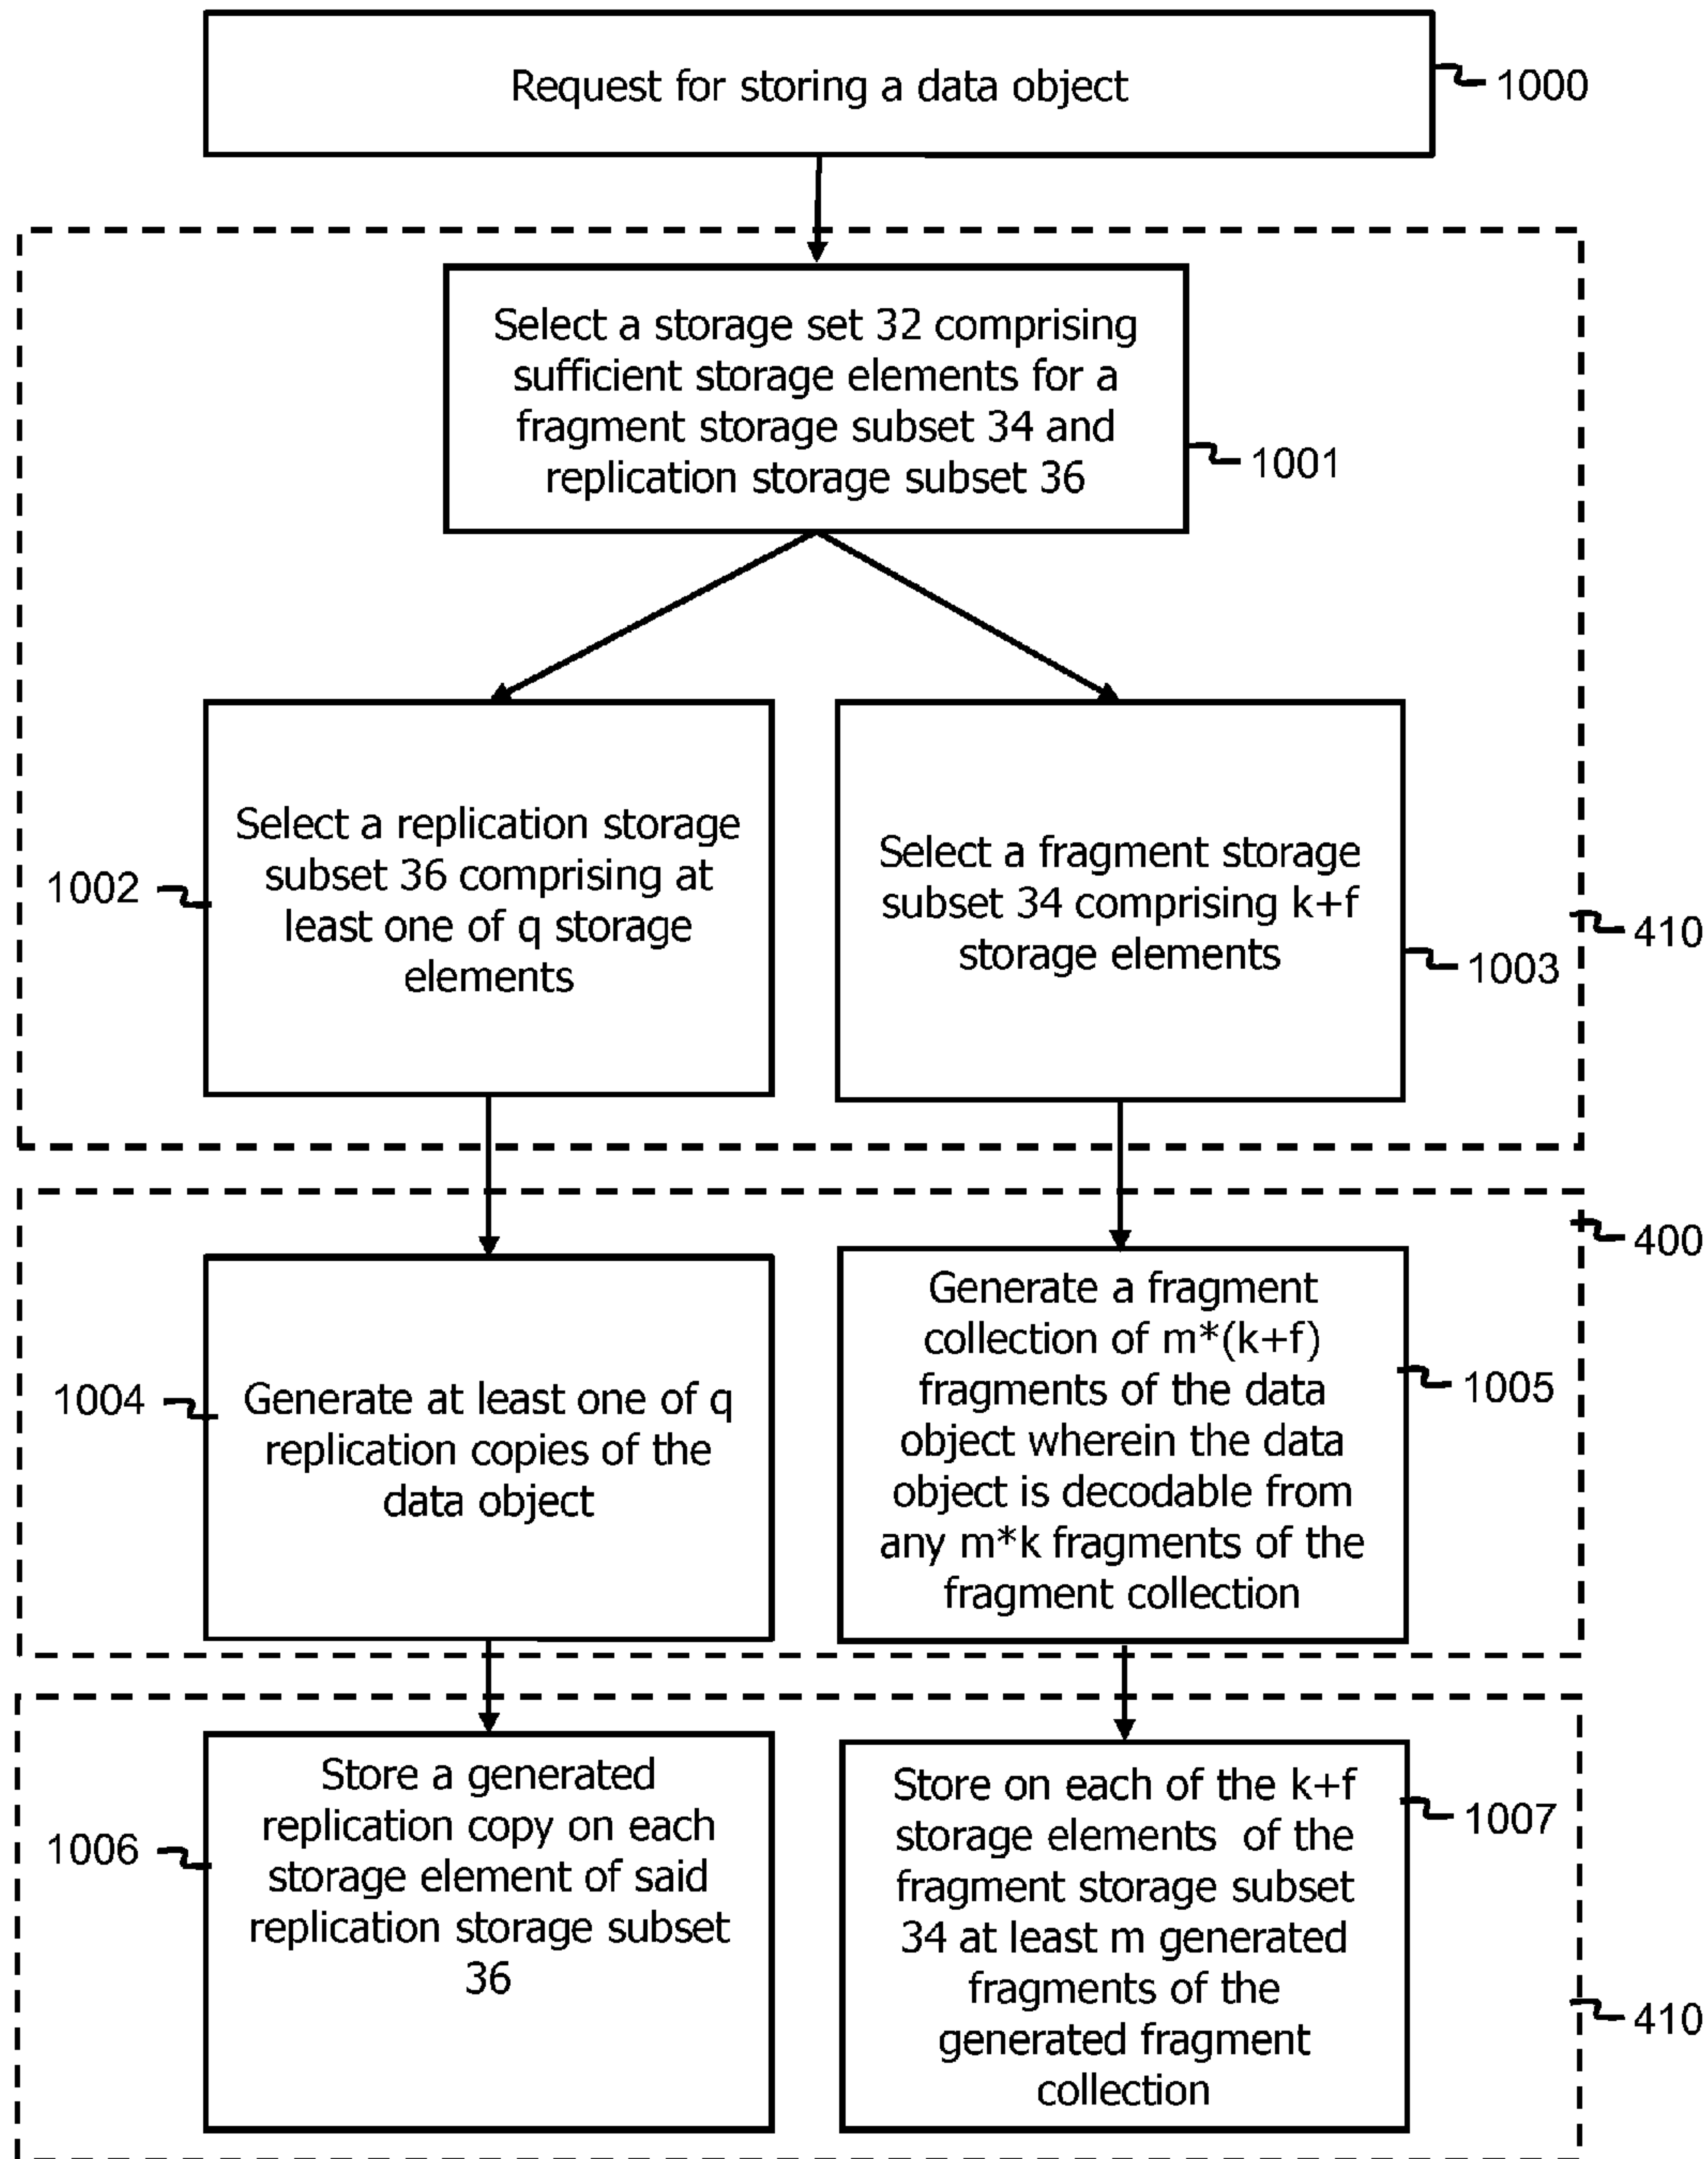 Request for storing a data object
1000
Select a storage set 32 comprising
sufficient storage elements for a
fragment storage subset 34 and
replication storage subset 36
1001
Select a replication storage
subset 36 comprising at
least one of q storage
elements
1002
Select a fragment storage
subset 34 comprising k+f
storage elements
1003
410
400
Generate at least one of q
replication copies of the
data object
1004
Generate a fragment
collection of m*(k+f)
fragments of the data
object wherein the data
object is decodable from
any m*k fragments of the
fragment collection
1005
Store a generated
replication copy on each
storage element of said
replication storage subset
36
1006
Store on each of the k+f
storage elements of the
fragment storage subset
34 at least m generated
fragments of the
generated fragment
collection
1007
410